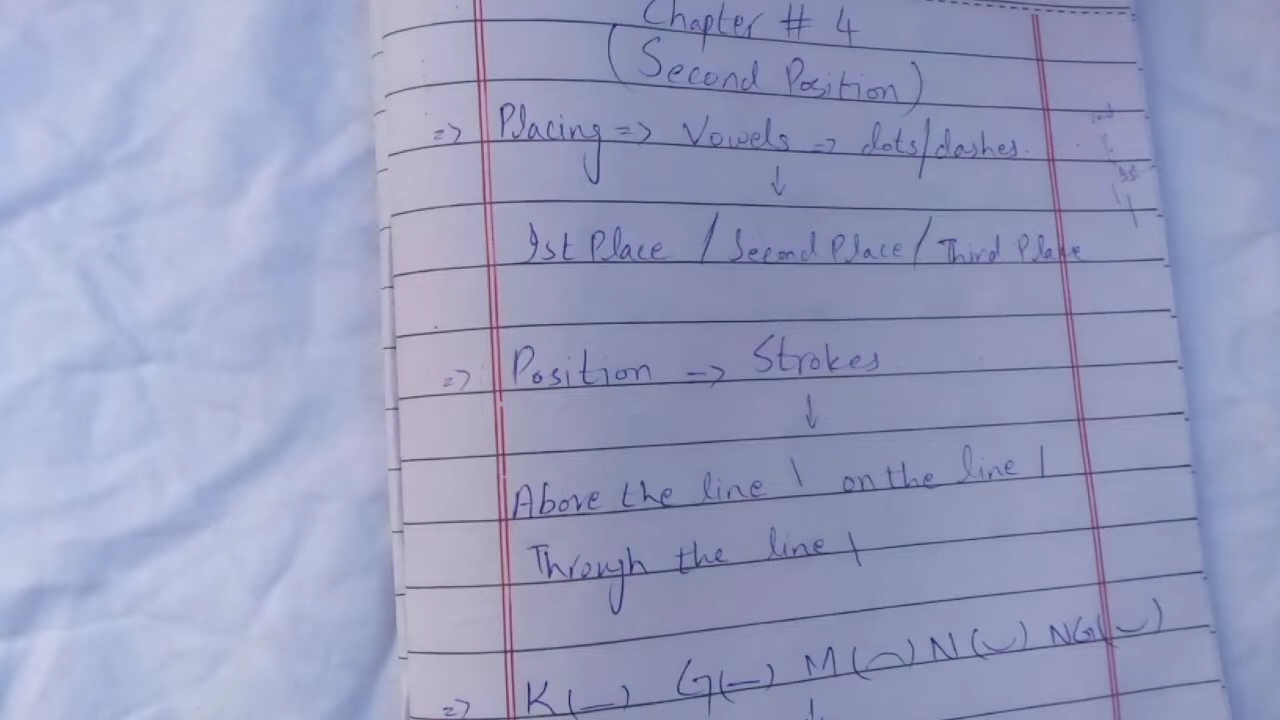 Chapter # 4
(Second Position)
=> Placing => Vowels -> dots/dashes.
↓
1st Place / Second Place / Third Place
=> Position -> Strokes
↓
Above the line \ on the line |
Through the line \
=> K (—) G (—) M (⌒) N (‿) NG (‿)
↓